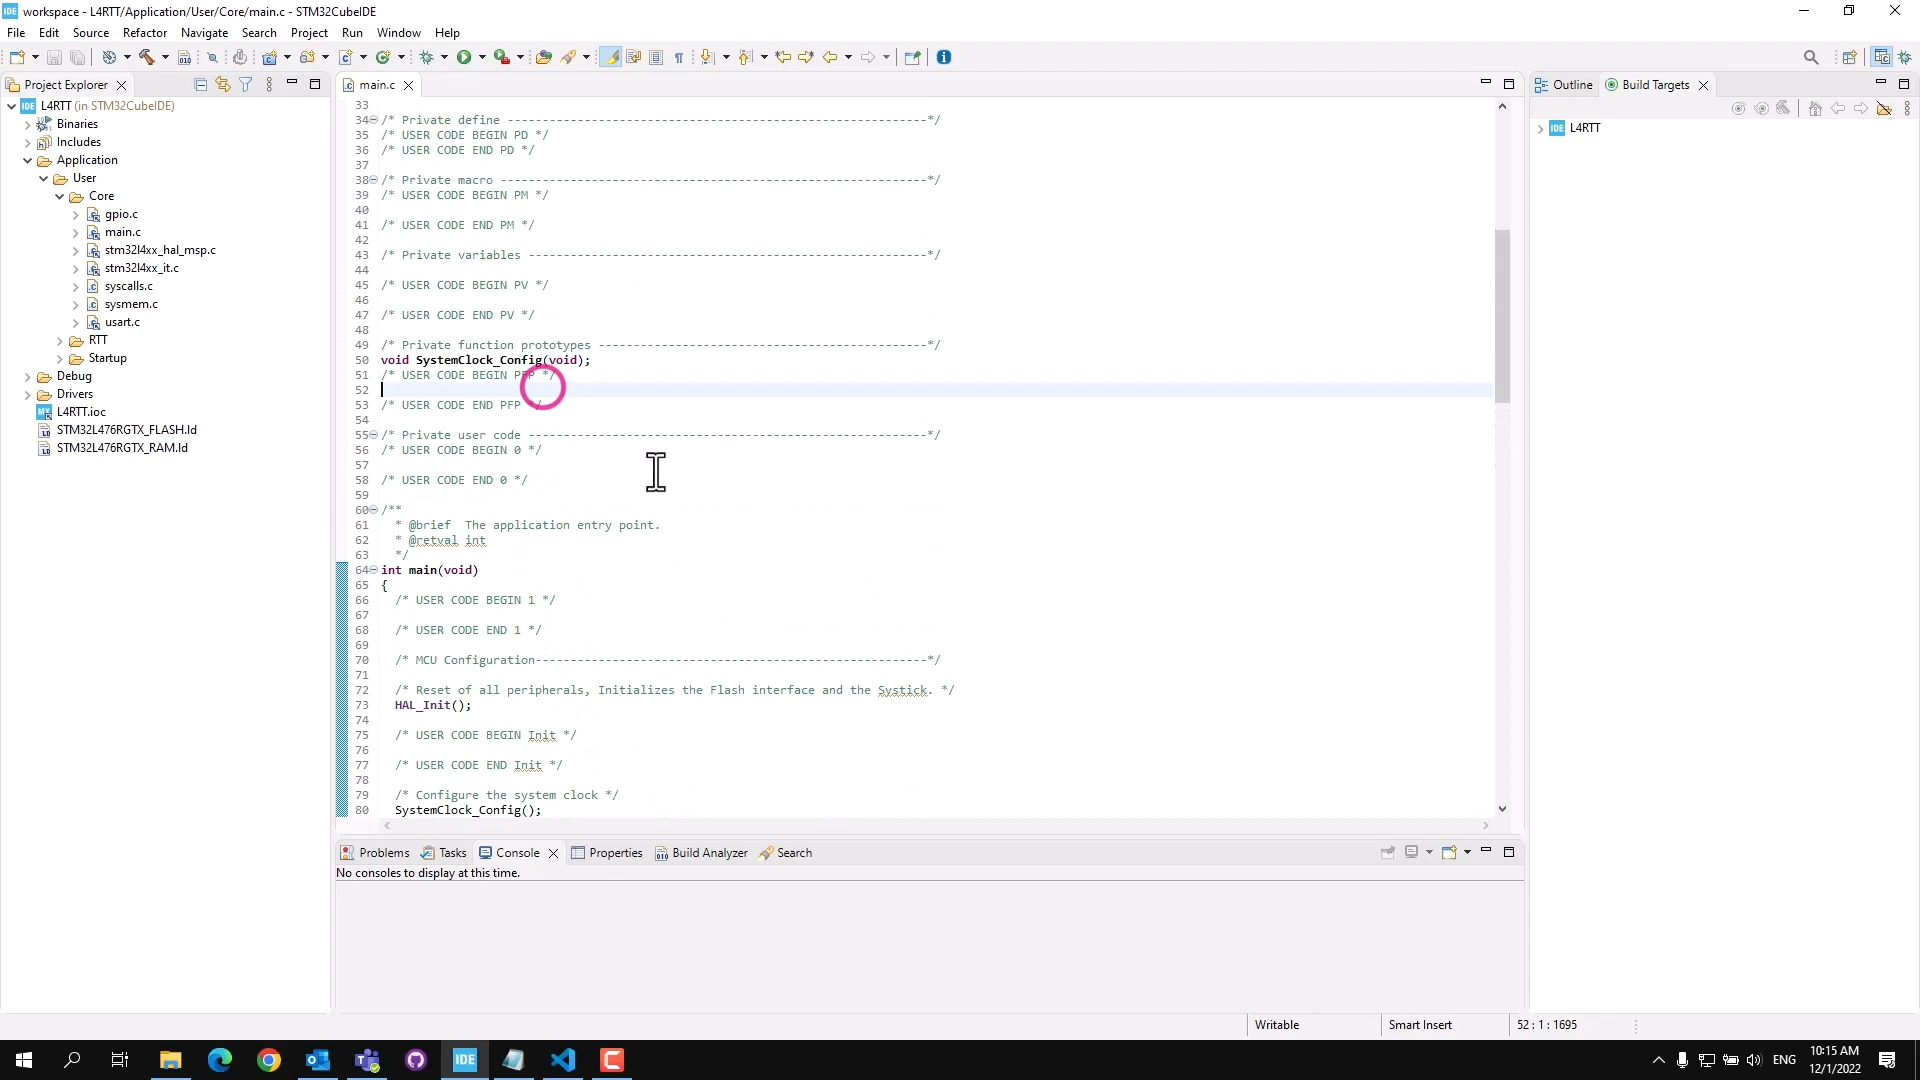 IDE workspace - L4RTT/Application/User/Core/main.c - STM32CubeIDE
File Edit Source Refactor Navigate Search Project Run Window Help
Project Explorer
L4RTT (in STM32CubeIDE)
Binaries
Includes
Application
User
Core
gpio.c
main.c
stm32l4xx_hal_msp.c
stm32l4xx_it.c
syscalls.c
sysmem.c
usart.c
RTT
Startup
Debug
Drivers
L4RTT.ioc
STM32L476RGTX_FLASH.ld
STM32L476RGTX_RAM.ld
main.c
33
34 /* Private define ------------------------------------------------------------*/
35 /* USER CODE BEGIN PD */
36 /* USER CODE END PD */
37
38 /* Private macro -------------------------------------------------------------*/
39 /* USER CODE BEGIN PM */
40
41 /* USER CODE END PM */
42
43 /* Private variables ---------------------------------------------------------*/
44
45 /* USER CODE BEGIN PV */
46
47 /* USER CODE END PV */
48
49 /* Private function prototypes -----------------------------------------------*/
50 void SystemClock_Config(void);
51 /* USER CODE BEGIN PFP */
52
53 /* USER CODE END PFP */
54
55 /* Private user code ---------------------------------------------------------*/
56 /* USER CODE BEGIN 0 */
57
58 /* USER CODE END 0 */
59
60 /**
61 * @brief  The application entry point.
62 * @retval int
63 */
64 int main(void)
65 {
66 /* USER CODE BEGIN 1 */
67
68 /* USER CODE END 1 */
69
70 /* MCU Configuration--------------------------------------------------------*/
71
72 /* Reset of all peripherals, Initializes the Flash interface and the Systick. */
73 HAL_Init();
74
75 /* USER CODE BEGIN Init */
76
77 /* USER CODE END Init */
78
79 /* Configure the system clock */
80 SystemClock_Config();
Outline Build Targets
IDE L4RTT
Problems Tasks Console Properties Build Analyzer Search
No consoles to display at this time.
Writable Smart Insert 52 : 1 : 1695
IDE
ENG
10:15 AM
12/1/2022